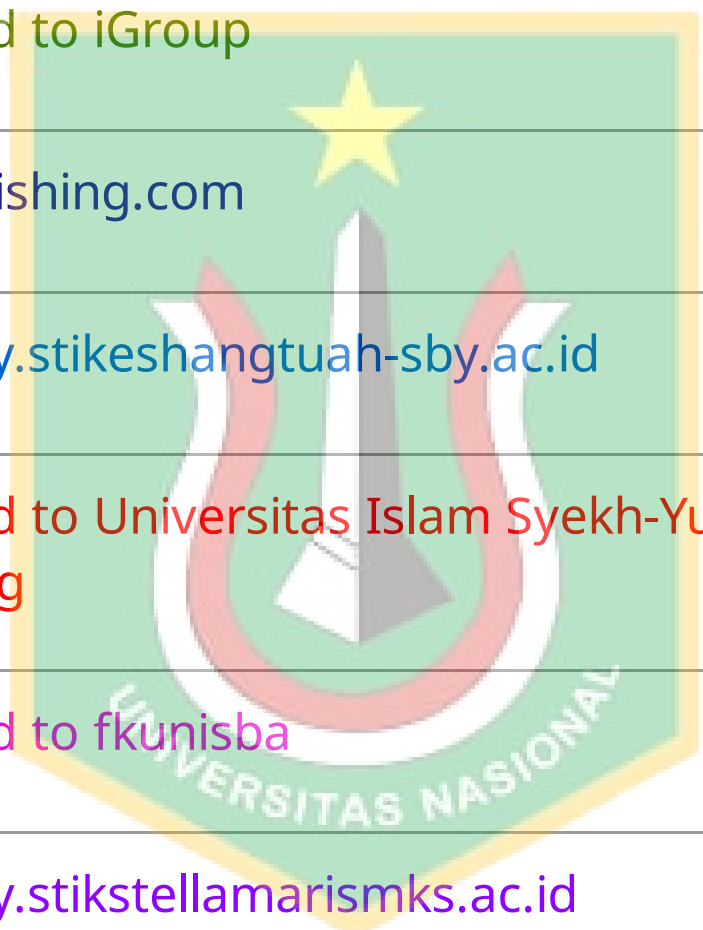 d to iGroup
ishing.com
y.stikeshangtuah-sby.ac.id
d to Universitas Islam Syekh-Yu
g
d to fkunisba
UNIVERSITAS NASIONAL
y.stikstellamarismks.ac.id